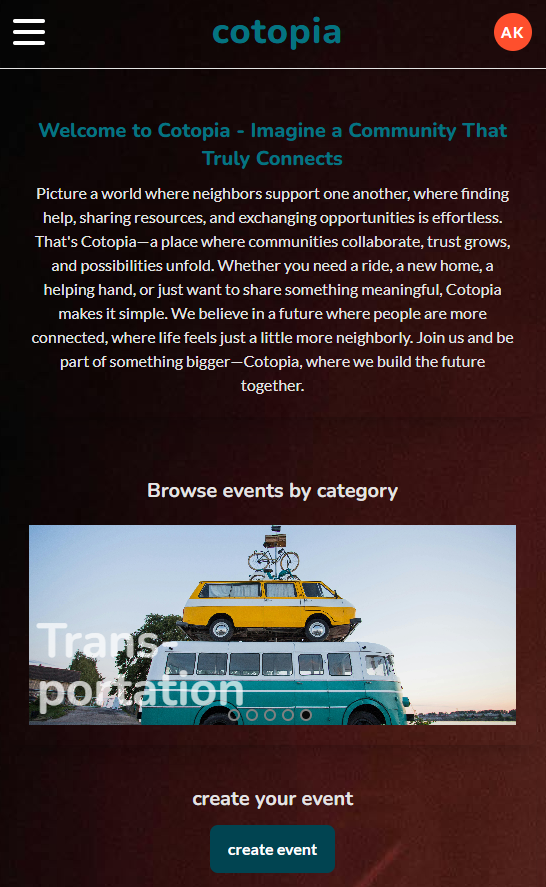 cotopia
AK
Welcome to Cotopia - Imagine a Community That
Truly Connects
Picture a world where neighbors support one another, where finding
help, sharing resources, and exchanging opportunities is effortless.
That's Cotopia—a place where communities collaborate, trust grows,
and possibilities unfold. Whether you need a ride, a new home, a
helping hand, or just want to share something meaningful, Cotopia
makes it simple. We believe in a future where people are more
connected, where life feels just a little more neighborly. Join us and be
part of something bigger—Cotopia, where we build the future
together.
Browse events by category
Trans-
portation
create your event
create event